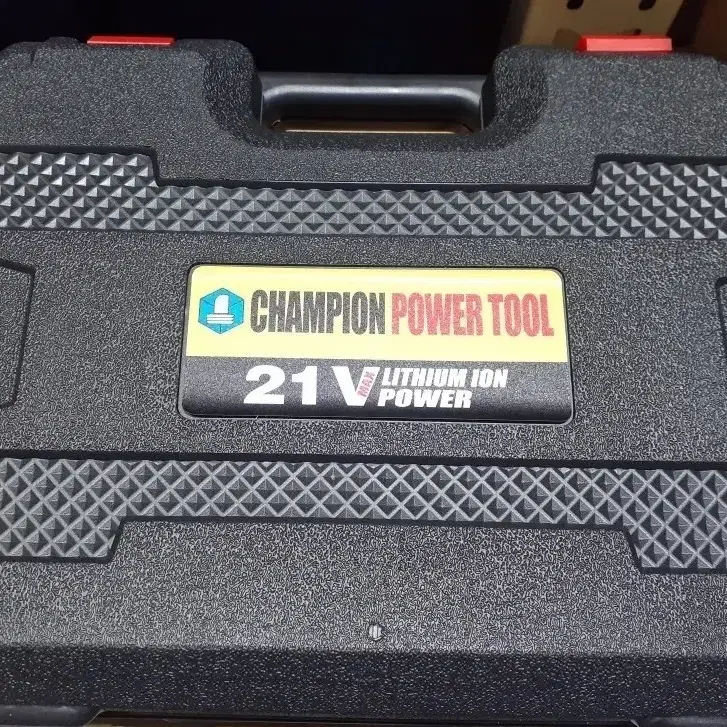 CHAMPION POWER TOOL
21V MAX LITHIUM ION
POWER